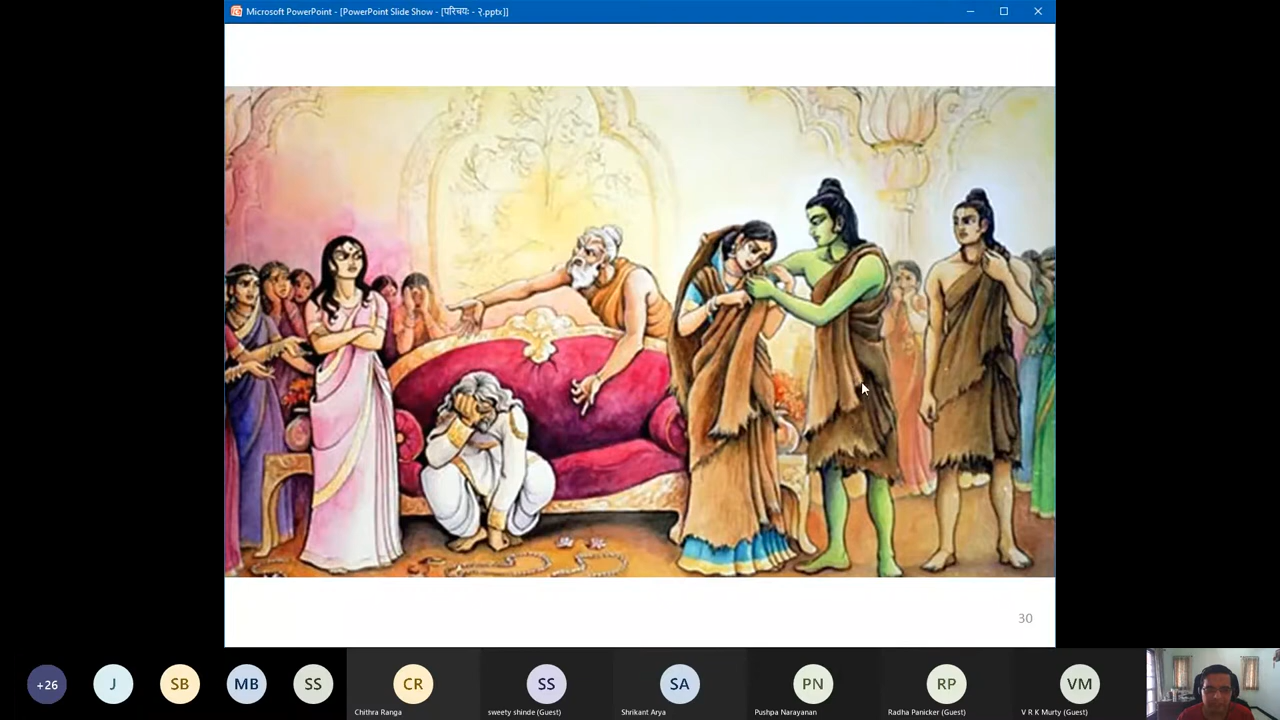 Microsoft PowerPoint - [PowerPoint Slide Show - [परिचयः - २.pptx]]
30
+26
J
SB
MB
SS
CR
SS
SA
PN
RP
VM
Chithra Ranga
sweety shinde (Guest)
Shrikant Arya
Pushpa Narayanan
Radha Panicker (Guest)
V R K Murty (Guest)